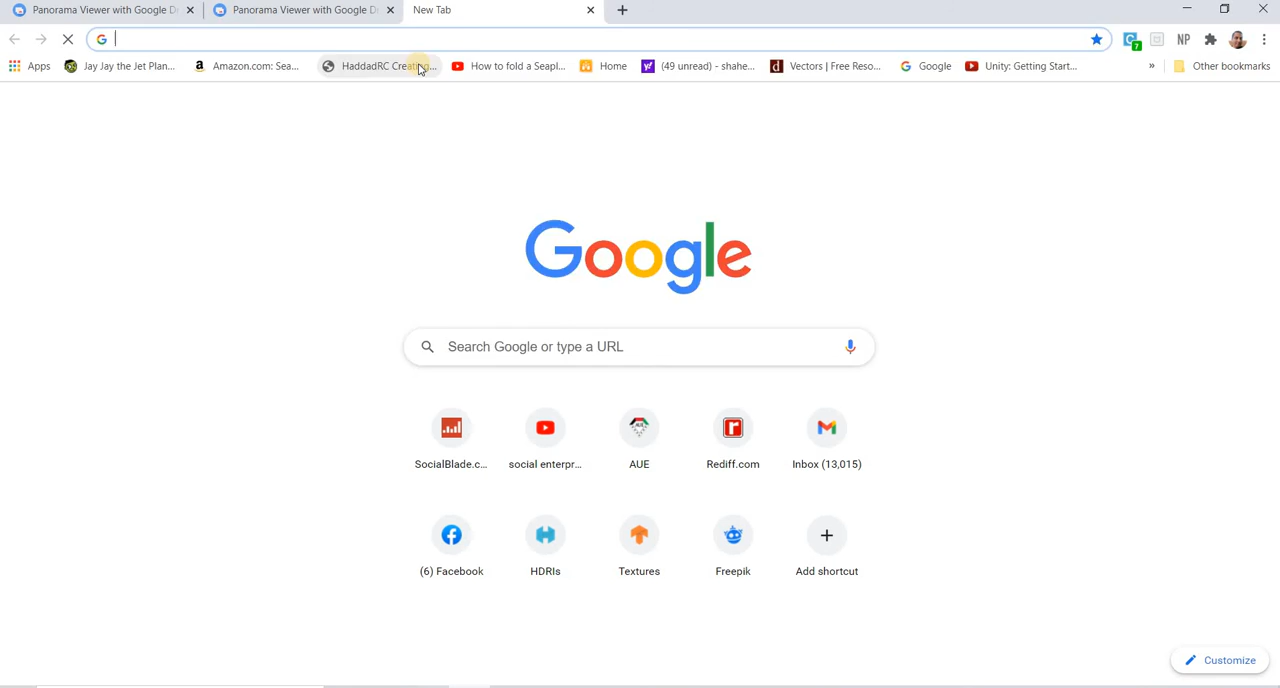 Panorama Viewer with Google D
Panorama Viewer with Google D
New Tab
NP
7
Apps
Jay Jay the Jet Plan...
Amazon.com: Sea...
HaddadRC Creating...
How to fold a Seapl...
Home
(49 unread) - shahe...
Vectors | Free Reso...
Google
Unity: Getting Start...
»
Other bookmarks
Google
Search Google or type a URL
SocialBlade.c...
social enterpr...
AUE
Rediff.com
Inbox (13,015)
(6) Facebook
HDRIs
Textures
Freepik
Add shortcut
Customize